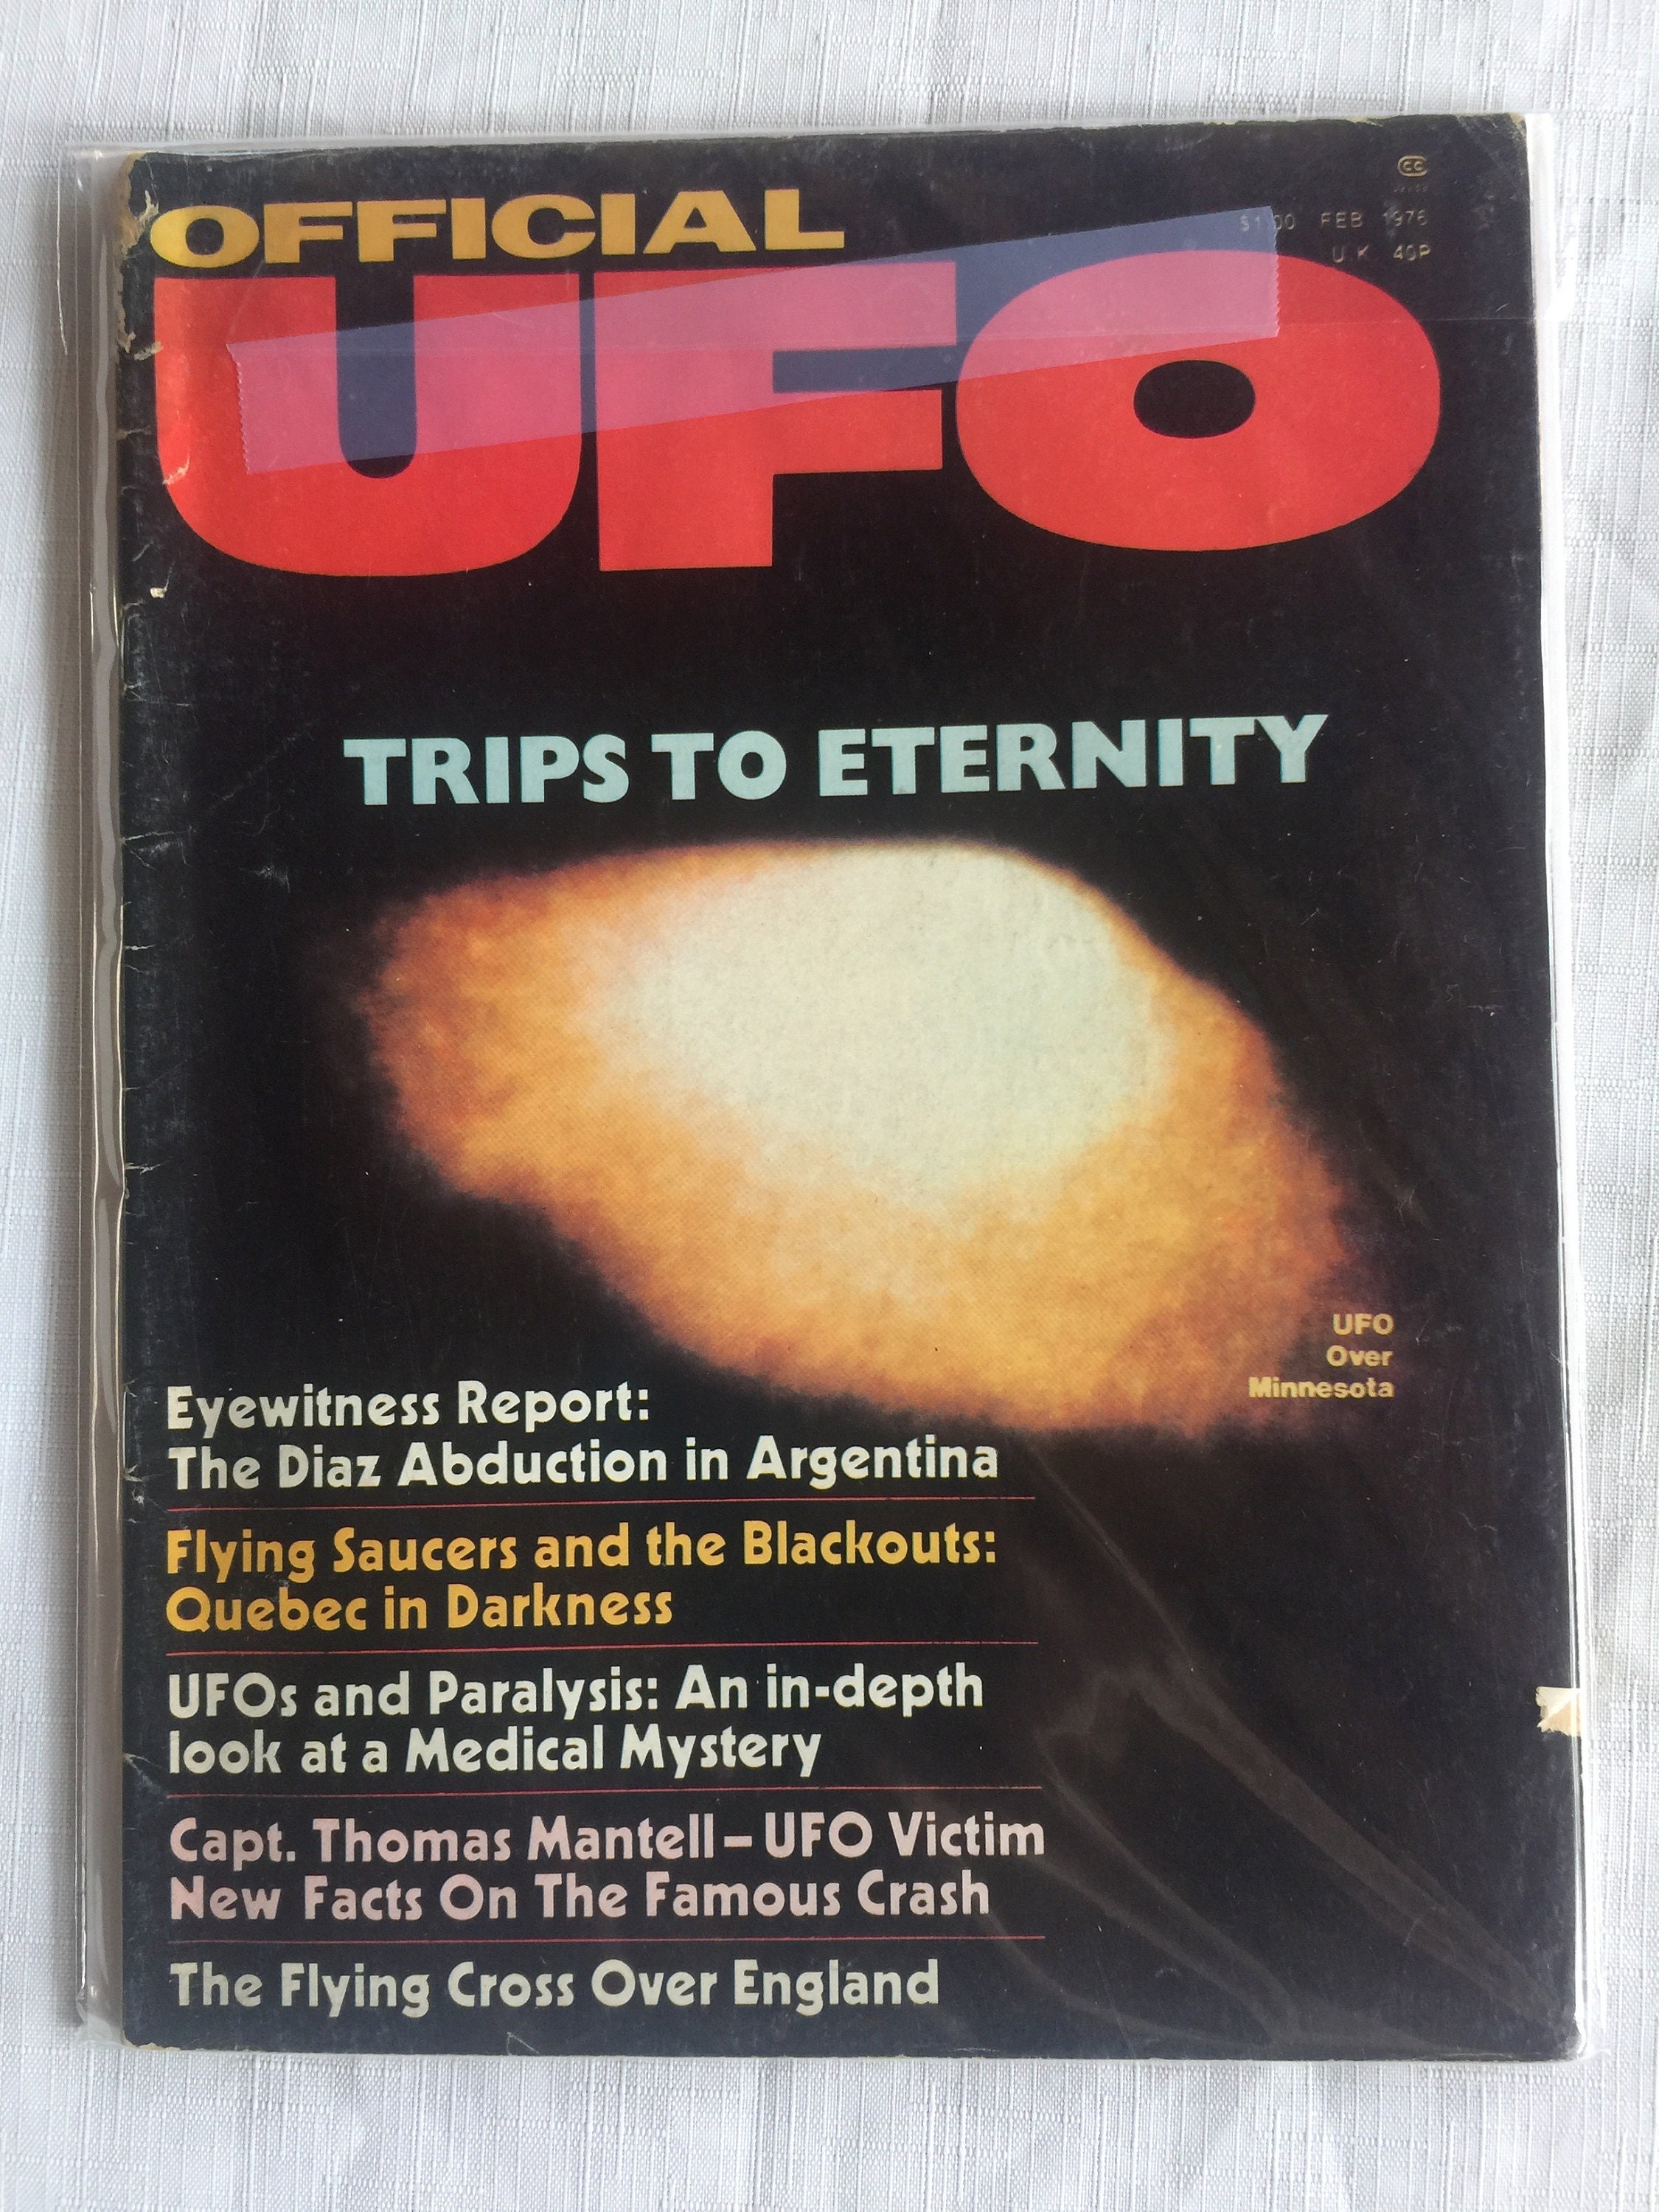 OFFICIAL
UFO
CC
$1.00 FEB 1976
U.K. 40P
TRIPS TO ETERNITY
UFO
Over
Minnesota
Eyewitness Report:
The Diaz Abduction in Argentina
Flying Saucers and the Blackouts:
Quebec in Darkness
UFOs and Paralysis: An in-depth
look at a Medical Mystery
Capt. Thomas Mantell–UFO Victim
New Facts On The Famous Crash
The Flying Cross Over England